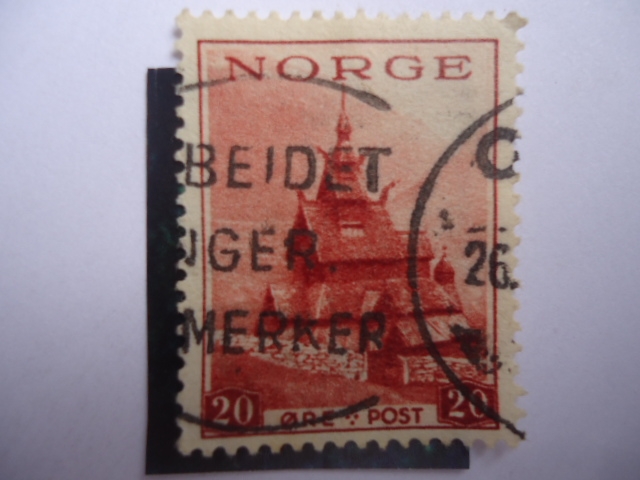 NORGE
C
BEIDET
JGER.
26.
MERKER
20 ØRE POST 20